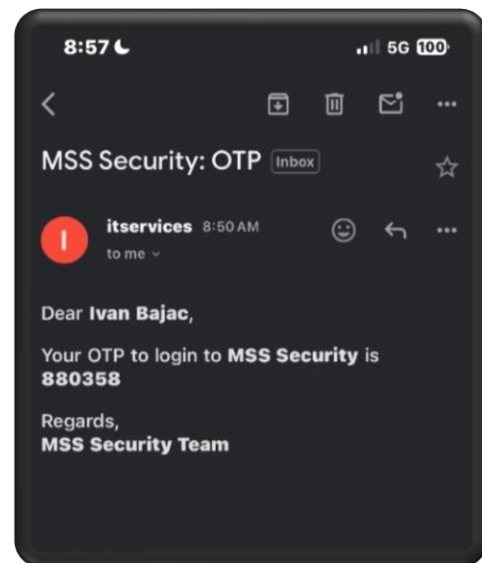 8:57 5G 100
MSS Security: OTP Inbox
I itservices 8:50 AM
to me
Dear Ivan Bajac,
Your OTP to login to MSS Security is
880358
Regards,
MSS Security Team